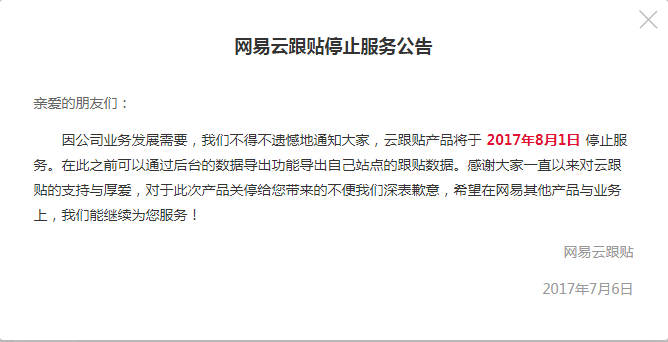 网易云跟贴停止服务公告
亲爱的朋友们：
因公司业务发展需要，我们不得不遗憾地通知大家，云跟贴产品将于 2017年8月1日 停止服
务。在此之前可以通过后台的数据导出功能导出自己站点的跟贴数据。感谢大家一直以来对云跟
贴的支持与厚爱，对于此次产品关停给您带来的不便我们深表歉意，希望在网易其他产品与业务
上，我们能继续为您服务！
网易云跟贴
2017年7月6日